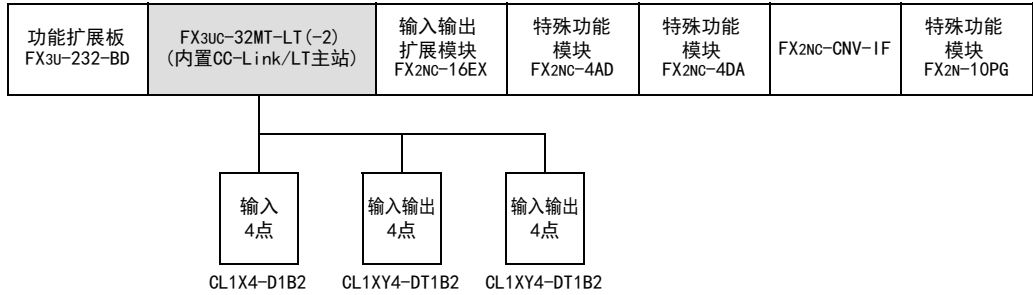 功能扩展板
FX3U-232-BD
FX3UC-32MT-LT(-2)
(内置CC-Link/LT主站)
输入输出
扩展模块
FX2NC-16EX
特殊功能
模块
FX2NC-4AD
特殊功能
模块
FX2NC-4DA
FX2NC-CNV-IF
特殊功能
模块
FX2N-10PG
输入
4点
输入输出
4点
输入输出
4点
CL1X4-D1B2
CL1XY4-DT1B2
CL1XY4-DT1B2